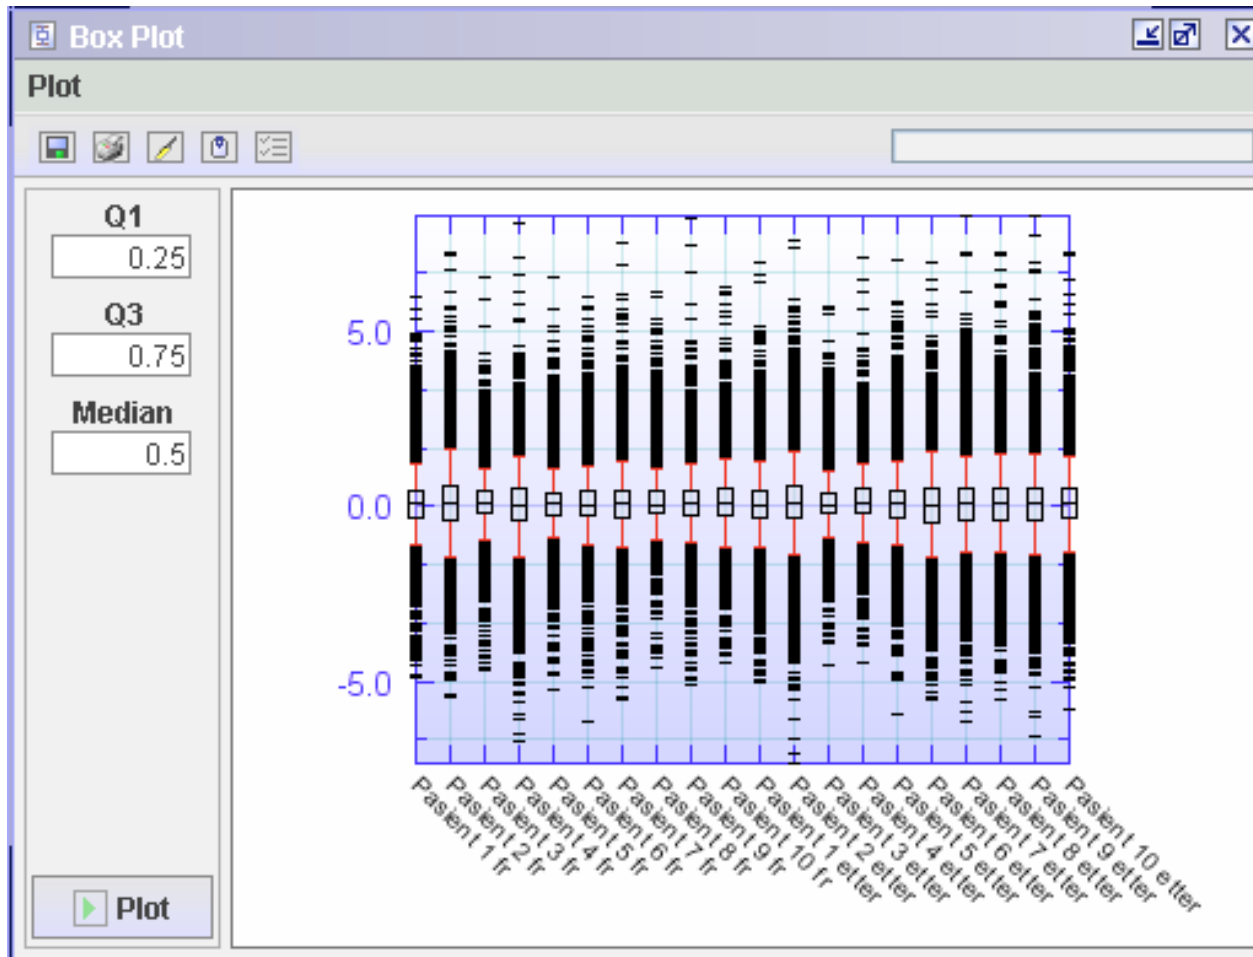 Box Plot
Plot
Q1
0.25
Q3
0.75
Median
0.5
Plot
5.0
0.0
-5.0
Pasient 1 fr
Pasient 2 fr
Pasient 3 fr
Pasient 4 fr
Pasient 5 fr
Pasient 6 fr
Pasient 7 fr
Pasient 8 fr
Pasient 9 fr
Pasient 10 fr
Pasient 1 etter
Pasient 2 etter
Pasient 3 etter
Pasient 4 etter
Pasient 5 etter
Pasient 6 etter
Pasient 7 etter
Pasient 8 etter
Pasient 9 etter
Pasient 10 etter